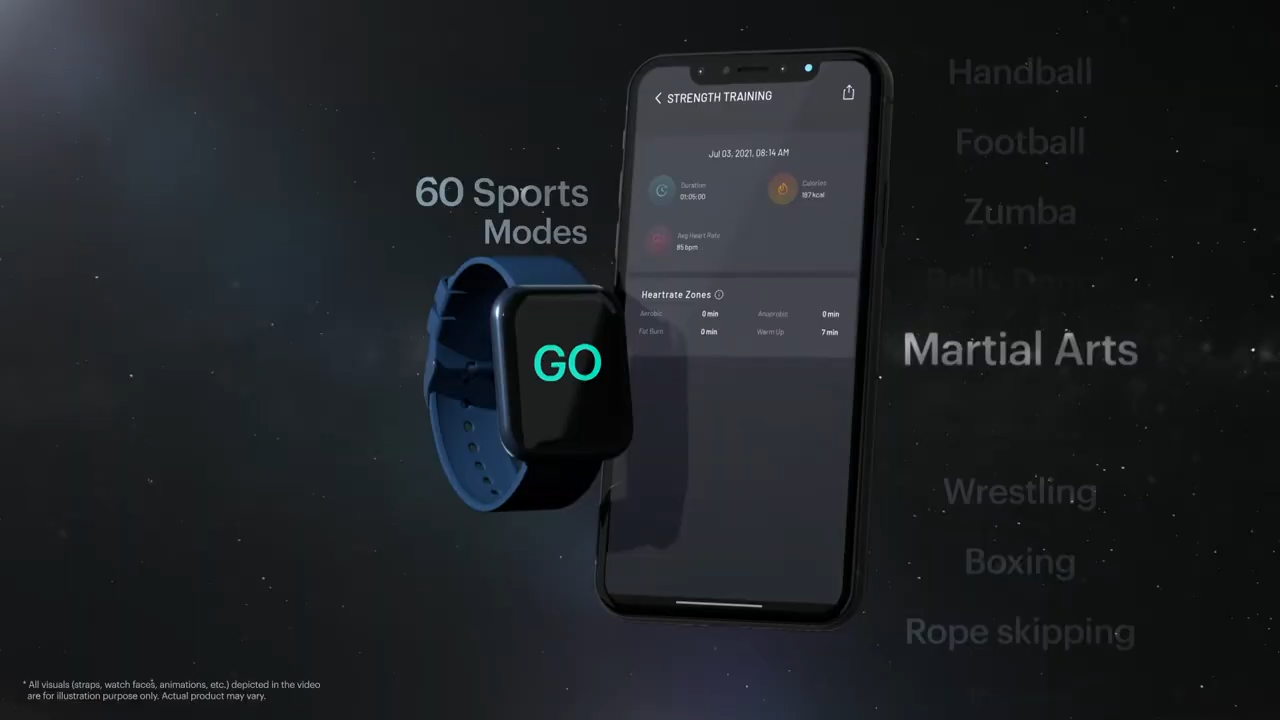 60 Sports
Modes
GO
STRENGTH TRAINING
Jul 03, 2021, 08:14 AM
Duration
01:05:00
Calories
187 kcal
Avg Heart Rate
85 bpm
Heartrate Zones
Aerobic 0 min Anaerobic 0 min
Fat Burn 0 min Warm Up 7 min
Handball
Football
Zumba
Martial Arts
Wrestling
Boxing
Rope skipping
* All visuals (straps, watch faces, animations, etc.) depicted in the video
are for illustration purpose only. Actual product may vary.